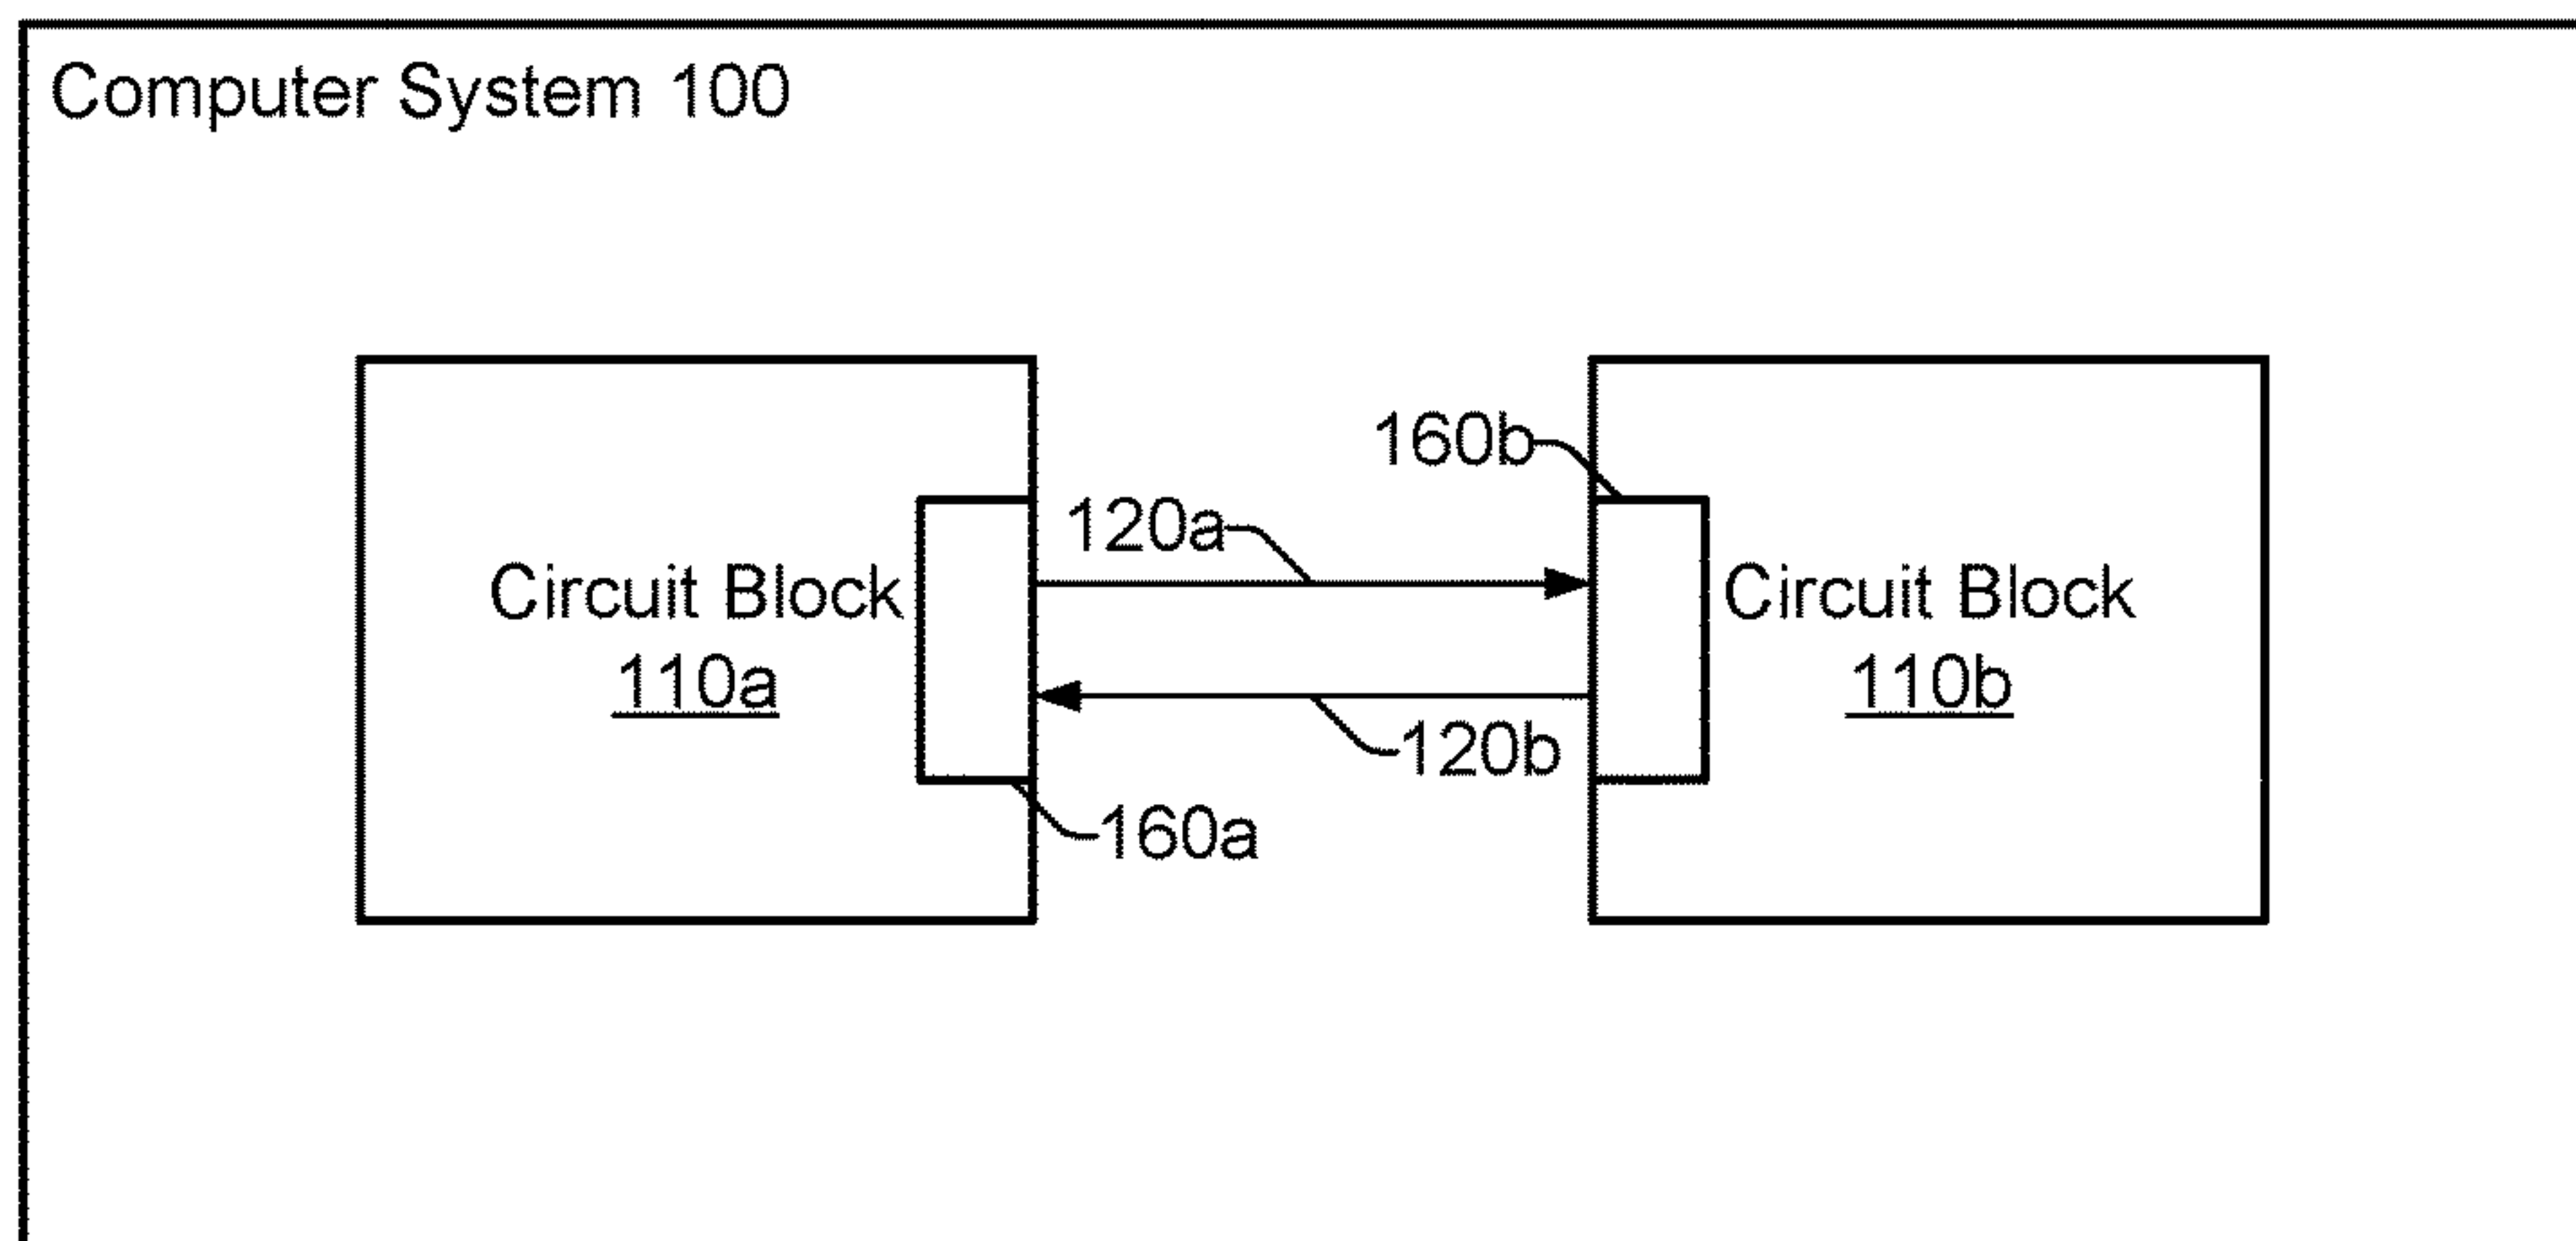 Computer System 100
160b
120a
Circuit Block
110a
Circuit Block
110b
120b
160a